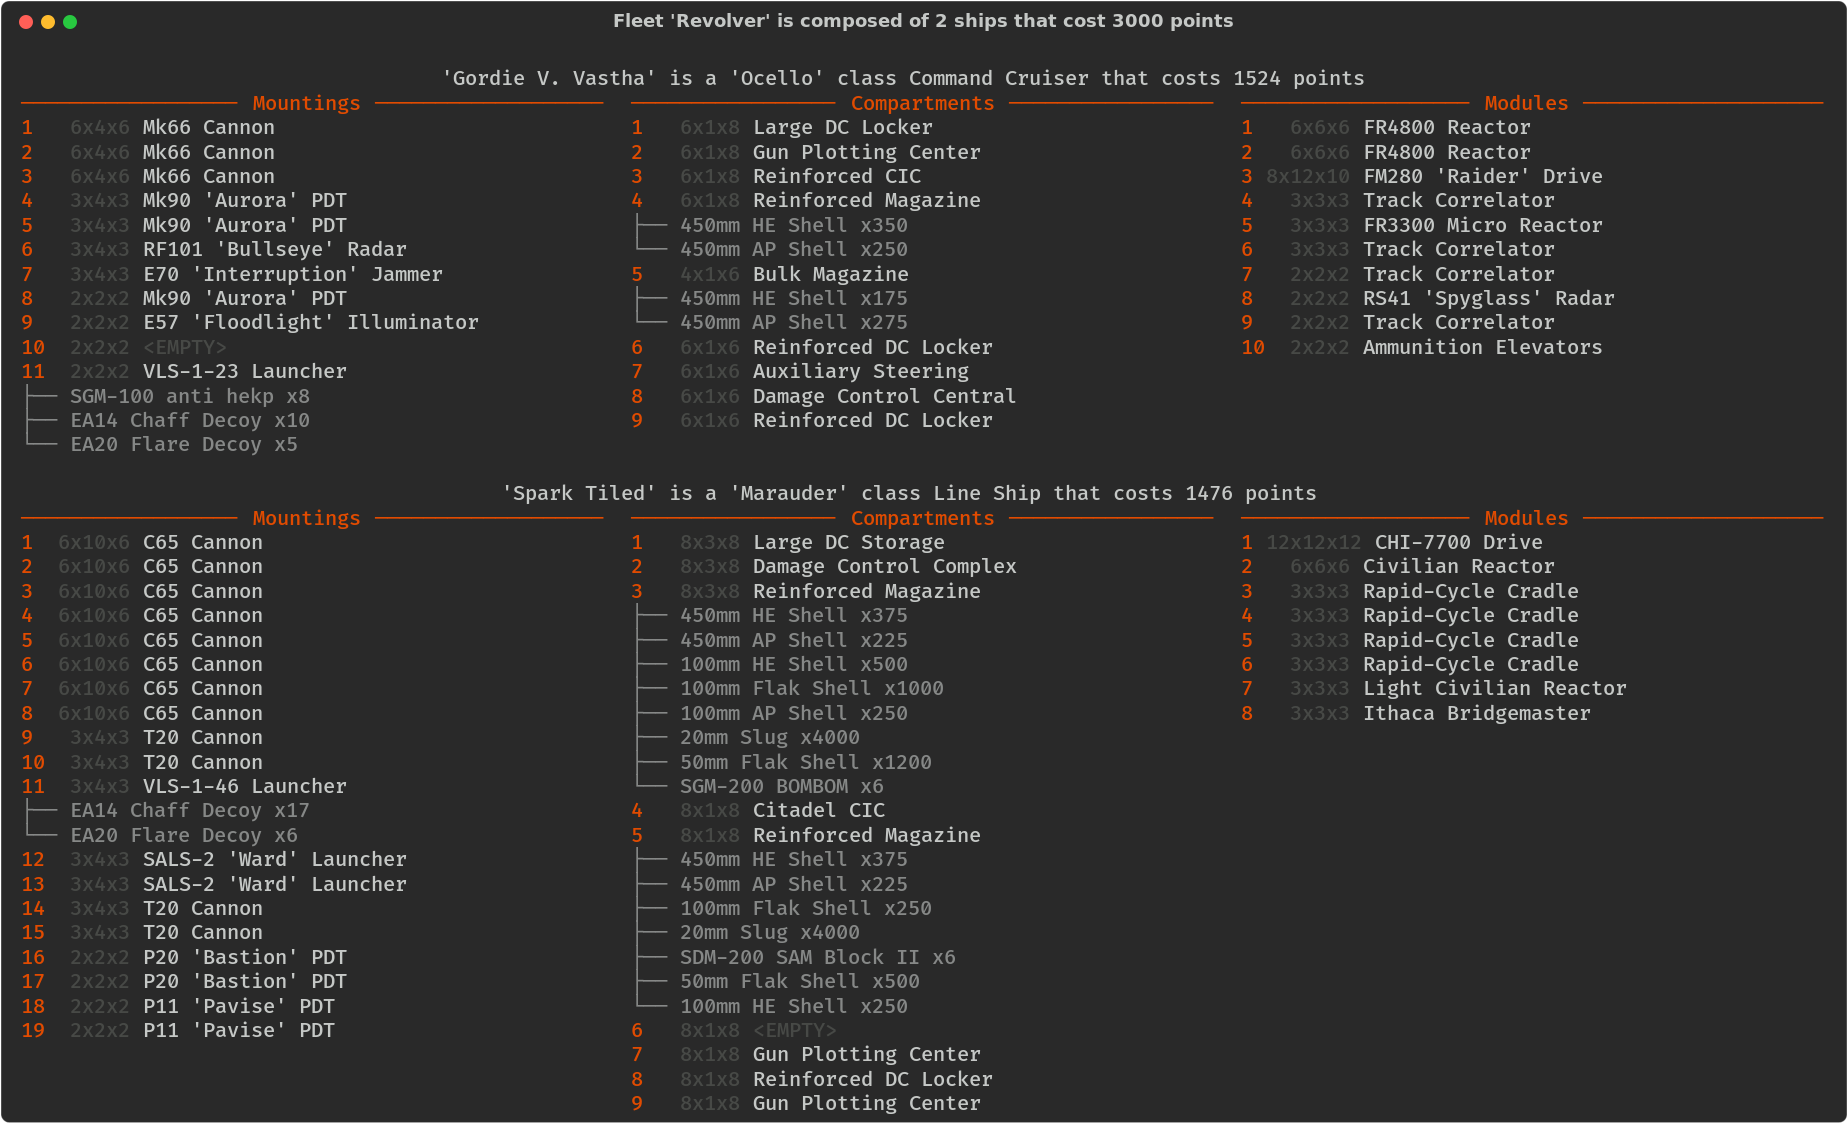 Fleet 'Revolver' is composed of 2 ships that cost 3000 points
'Gordie V. Vastha' is a 'Ocello' class Command Cruiser that costs 1524 points
Mountings
1 6x4x6 Mk66 Cannon
2 6x4x6 Mk66 Cannon
3 6x4x6 Mk66 Cannon
4 3x4x3 Mk90 'Aurora' PDT
5 3x4x3 Mk90 'Aurora' PDT
6 3x4x3 RF101 'Bullseye' Radar
7 3x4x3 E70 'Interruption' Jammer
8 2x2x2 Mk90 'Aurora' PDT
9 2x2x2 E57 'Floodlight' Illuminator
10 2x2x2 <EMPTY>
11 2x2x2 VLS-1-23 Launcher
SGM-100 anti hekp x8
EA14 Chaff Decoy x10
EA20 Flare Decoy x5
Compartments
1 6x1x8 Large DC Locker
2 6x1x8 Gun Plotting Center
3 6x1x8 Reinforced CIC
4 6x1x8 Reinforced Magazine
450mm HE Shell x350
450mm AP Shell x250
5 4x1x6 Bulk Magazine
450mm HE Shell x175
450mm AP Shell x275
6 6x1x6 Reinforced DC Locker
7 6x1x6 Auxiliary Steering
8 6x1x6 Damage Control Central
9 6x1x6 Reinforced DC Locker
Modules
1 6x6x6 FR4800 Reactor
2 6x6x6 FR4800 Reactor
3 8x12x10 FM280 'Raider' Drive
4 3x3x3 Track Correlator
5 3x3x3 FR3300 Micro Reactor
6 3x3x3 Track Correlator
7 2x2x2 Track Correlator
8 2x2x2 RS41 'Spyglass' Radar
9 2x2x2 Track Correlator
10 2x2x2 Ammunition Elevators
'Spark Tiled' is a 'Marauder' class Line Ship that costs 1476 points
Mountings
1 6x10x6 C65 Cannon
2 6x10x6 C65 Cannon
3 6x10x6 C65 Cannon
4 6x10x6 C65 Cannon
5 6x10x6 C65 Cannon
6 6x10x6 C65 Cannon
7 6x10x6 C65 Cannon
8 6x10x6 C65 Cannon
9 3x4x3 T20 Cannon
10 3x4x3 T20 Cannon
11 3x4x3 VLS-1-46 Launcher
EA14 Chaff Decoy x17
EA20 Flare Decoy x6
12 3x4x3 SALS-2 'Ward' Launcher
13 3x4x3 SALS-2 'Ward' Launcher
14 3x4x3 T20 Cannon
15 3x4x3 T20 Cannon
16 2x2x2 P20 'Bastion' PDT
17 2x2x2 P20 'Bastion' PDT
18 2x2x2 P11 'Pavise' PDT
19 2x2x2 P11 'Pavise' PDT
Compartments
1 8x3x8 Large DC Storage
2 8x3x8 Damage Control Complex
3 8x3x8 Reinforced Magazine
450mm HE Shell x375
450mm AP Shell x225
100mm HE Shell x500
100mm Flak Shell x1000
100mm AP Shell x250
20mm Slug x4000
50mm Flak Shell x1200
SGM-200 BOMBOM x6
4 8x1x8 Citadel CIC
5 8x1x8 Reinforced Magazine
450mm HE Shell x375
450mm AP Shell x225
100mm Flak Shell x250
20mm Slug x4000
SDM-200 SAM Block II x6
50mm Flak Shell x500
100mm HE Shell x250
6 8x1x8 <EMPTY>
7 8x1x8 Gun Plotting Center
8 8x1x8 Reinforced DC Locker
9 8x1x8 Gun Plotting Center
Modules
1 12x12x12 CHI-7700 Drive
2 6x6x6 Civilian Reactor
3 3x3x3 Rapid-Cycle Cradle
4 3x3x3 Rapid-Cycle Cradle
5 3x3x3 Rapid-Cycle Cradle
6 3x3x3 Rapid-Cycle Cradle
7 3x3x3 Light Civilian Reactor
8 3x3x3 Ithaca Bridgemaster